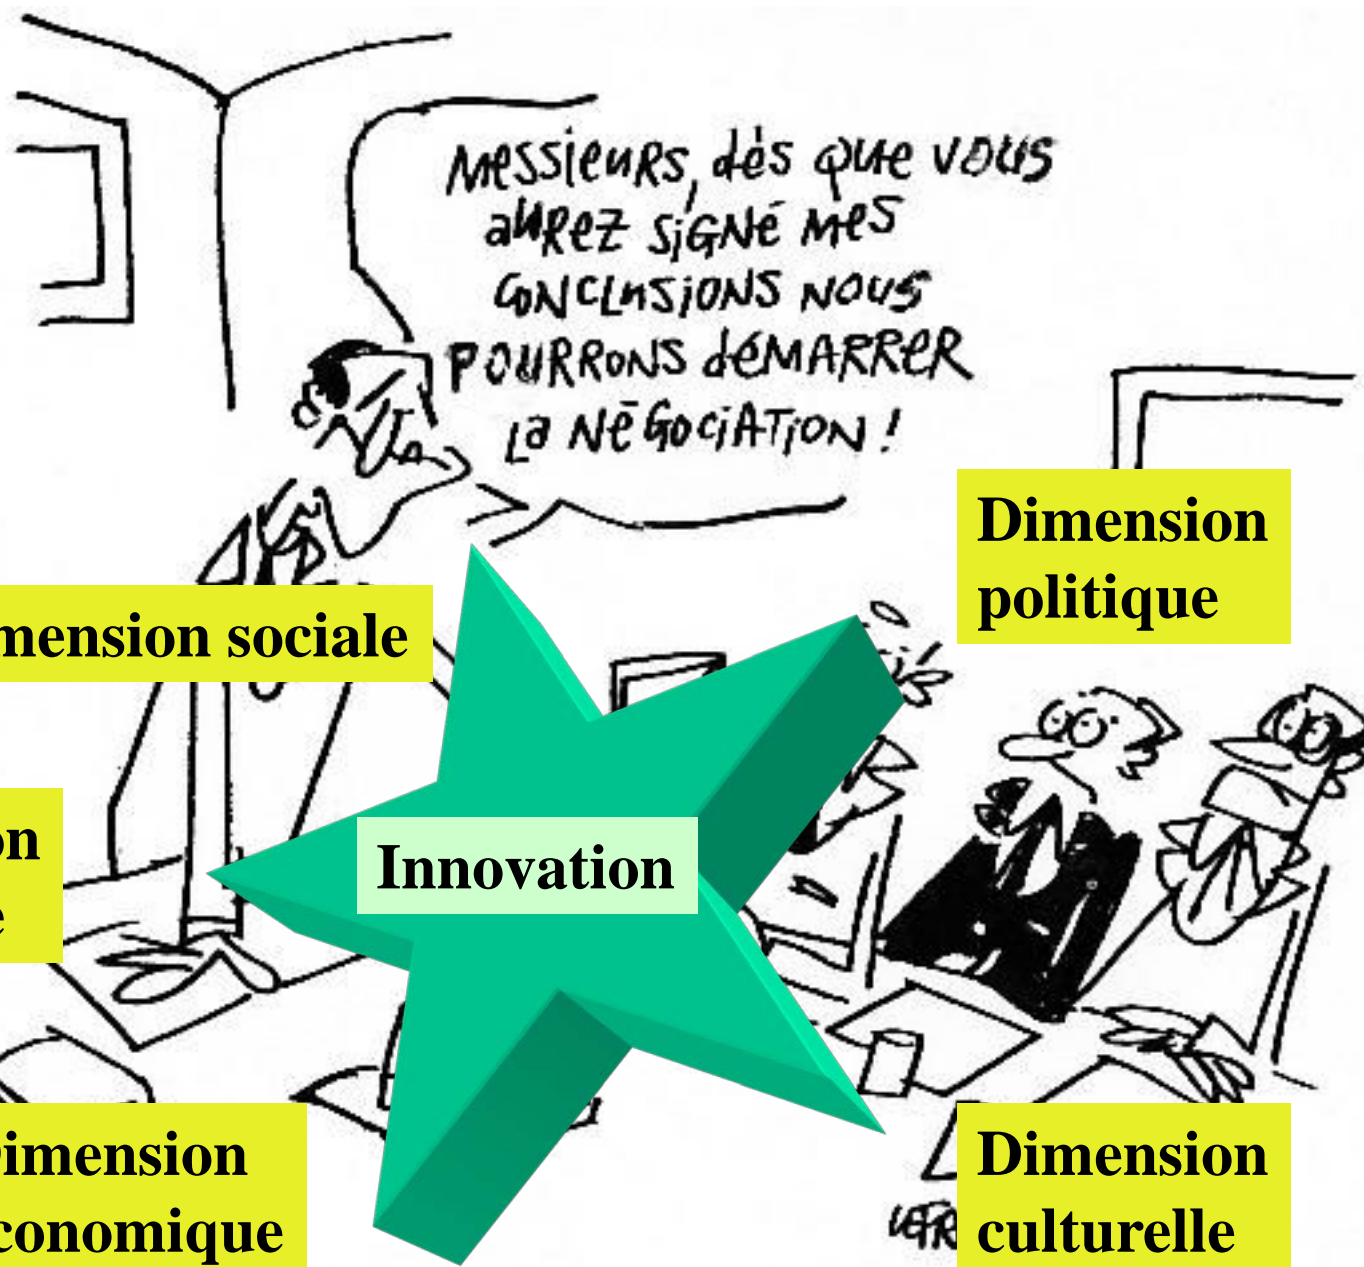 MESSIEURS, dès que VOUS
aUREZ SiGNé MES
CONCLUSIONS NOUS
POURRONS déMARRER
La NéGOCiATiON !
Dimension
politique
mension sociale
on
e
Innovation
imension
conomique
Dimension
culturelle